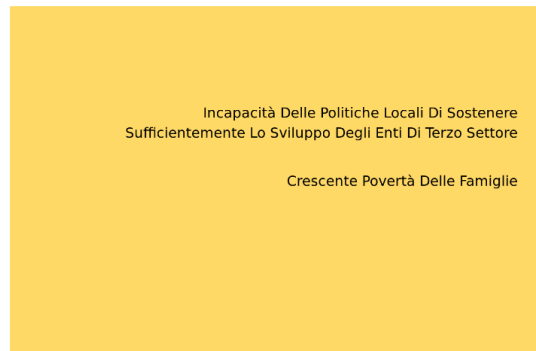 Incapacità Delle Politiche Locali Di Sostenere
Sufficientemente Lo Sviluppo Degli Enti Di Terzo Settore
Crescente Povertà Delle Famiglie